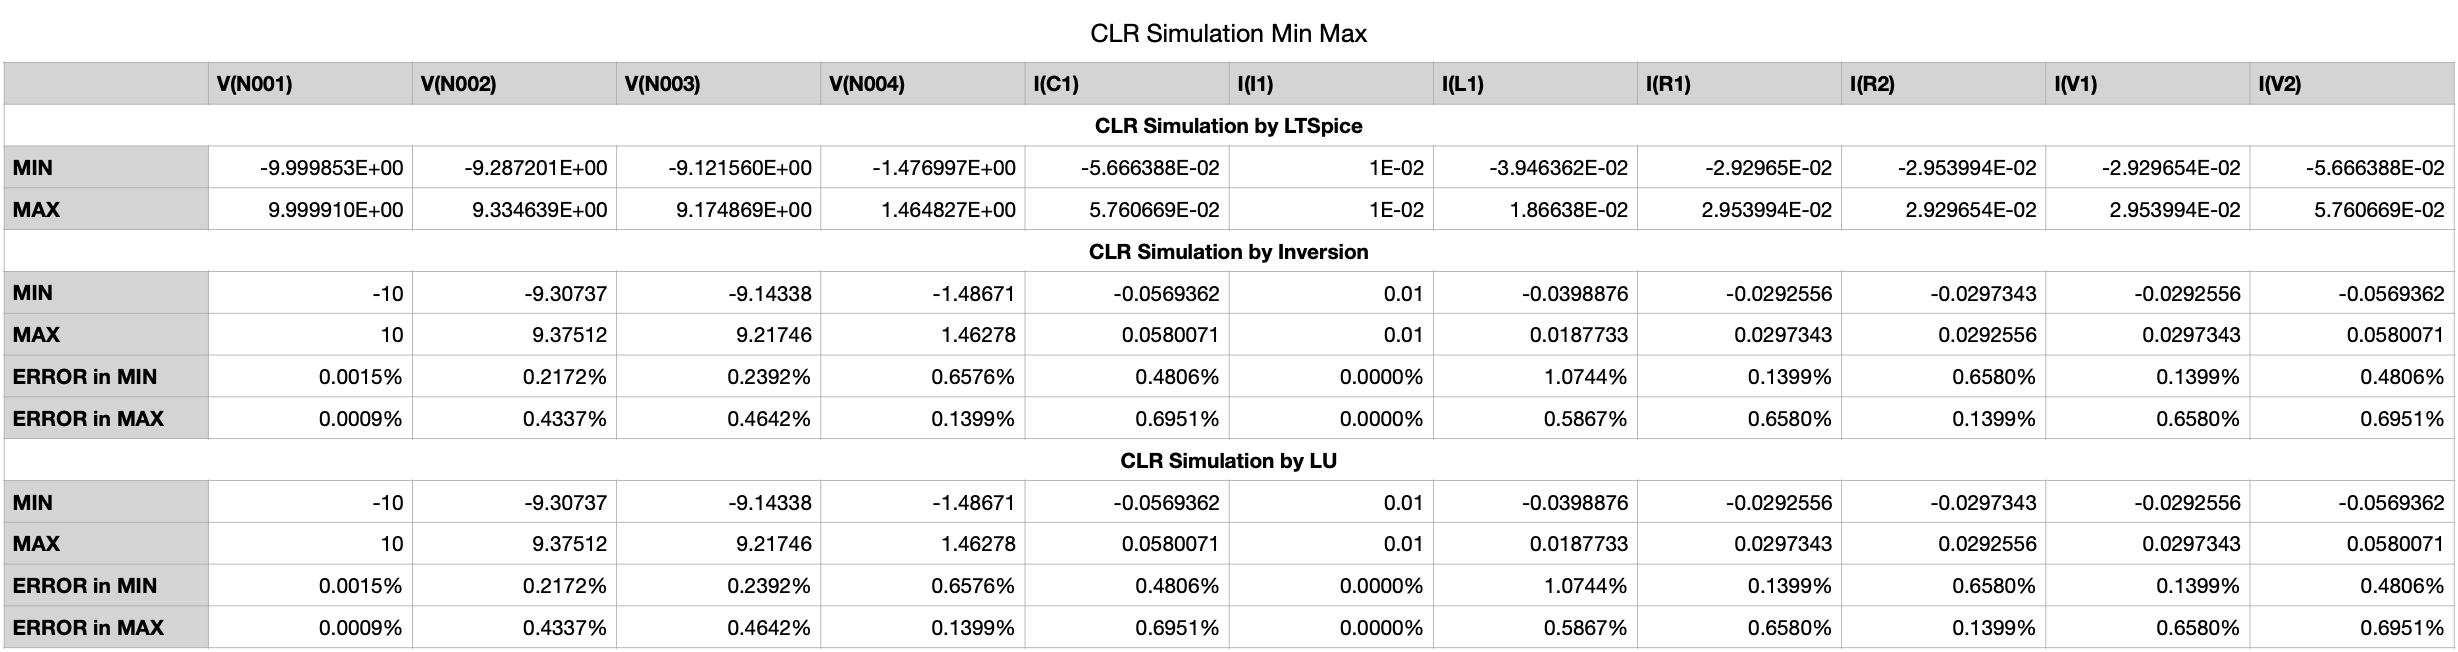 CLR Simulation Min Max
V(N001) V(N002) V(N003) V(N004) I(C1) I(I1) I(L1) I(R1) I(R2) I(V1) I(V2)
CLR Simulation by LTSpice
MIN -9.999853E+00 -9.287201E+00 -9.121560E+00 -1.476997E+00 -5.666388E-02 1E-02 -3.946362E-02 -2.92965E-02 -2.953994E-02 -2.929654E-02 -5.666388E-02
MAX 9.999910E+00 9.334639E+00 9.174869E+00 1.464827E+00 5.760669E-02 1E-02 1.86638E-02 2.953994E-02 2.929654E-02 2.953994E-02 5.760669E-02
CLR Simulation by Inversion
MIN -10 -9.30737 -9.14338 -1.48671 -0.0569362 0.01 -0.0398876 -0.0292556 -0.0297343 -0.0292556 -0.0569362
MAX 10 9.37512 9.21746 1.46278 0.0580071 0.01 0.0187733 0.0297343 0.0292556 0.0297343 0.0580071
ERROR in MIN 0.0015% 0.2172% 0.2392% 0.6576% 0.4806% 0.0000% 1.0744% 0.1399% 0.6580% 0.1399% 0.4806%
ERROR in MAX 0.0009% 0.4337% 0.4642% 0.1399% 0.6951% 0.0000% 0.5867% 0.6580% 0.1399% 0.6580% 0.6951%
CLR Simulation by LU
MIN -10 -9.30737 -9.14338 -1.48671 -0.0569362 0.01 -0.0398876 -0.0292556 -0.0297343 -0.0292556 -0.0569362
MAX 10 9.37512 9.21746 1.46278 0.0580071 0.01 0.0187733 0.0297343 0.0292556 0.0297343 0.0580071
ERROR in MIN 0.0015% 0.2172% 0.2392% 0.6576% 0.4806% 0.0000% 1.0744% 0.1399% 0.6580% 0.1399% 0.4806%
ERROR in MAX 0.0009% 0.4337% 0.4642% 0.1399% 0.6951% 0.0000% 0.5867% 0.6580% 0.1399% 0.6580% 0.6951%